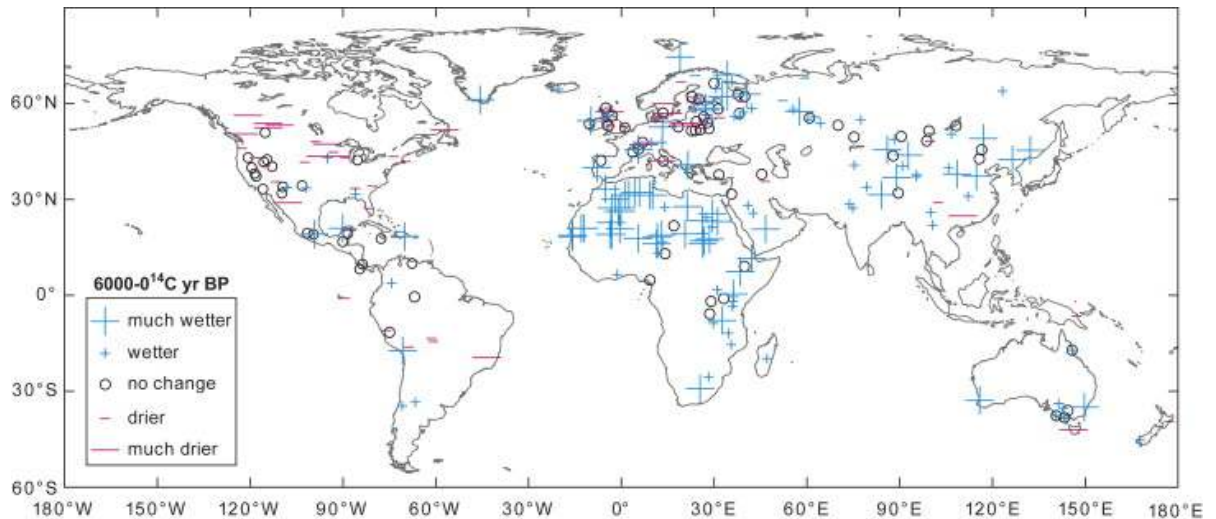 60°N
30°N
0°
30°S
60°S
6000-0¹⁴C yr BP
much wetter
wetter
no change
drier
much drier
180°W 150°W 120°W 90°W 60°W 30°W 0° 30°E 60°E 90°E 120°E 150°E 180°E